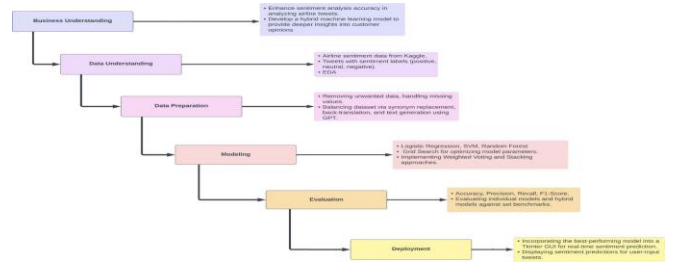 Business Understanding
• Enhance sentiment analysis accuracy in
analyzing airline tweets.
• Develop a hybrid machine learning model to
provide deeper insights into customer
opinions
Data Understanding
• Airline sentiment data from Kaggle.
• Tweets with sentiment labels (positive,
neutral, negative).
• EDA
Data Preparation
• Removing unwanted data, handling missing
values
• Balancing dataset via synonym replacement,
back-translation, and text generation using
GPT.
Modeling
• Logistic Regression, SVM, Random Forest
• Grid Search for optimizing model parameters.
• Implementing Weighted Voting and Stacking
approaches.
Evaluation
• Accuracy, Precision, Recall, F1-Score.
• Evaluating individual models and hybrid
models against set benchmarks.
Deployment
• Incorporating the best-performing model into a
Tkinter GUI for real-time sentiment prediction.
• Displaying sentiment predictions for user-input
tweets.